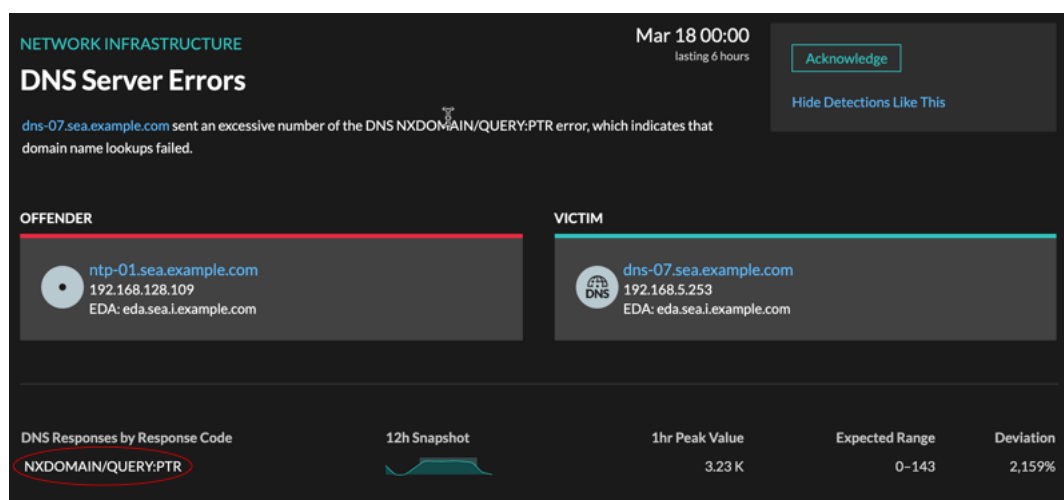 NETWORK INFRASTRUCTURE
DNS Server Errors
Mar 18 00:00
lasting 6 hours
Acknowledge
Hide Detections Like This
dns-07.sea.example.com sent an excessive number of the DNS NXDOMAIN/QUERY:PTR error, which indicates that
domain name lookups failed.
OFFENDER
ntp-01.sea.example.com
192.168.128.109
EDA: eda.sea.i.example.com
VICTIM
DNS
dns-07.sea.example.com
192.168.5.253
EDA: eda.sea.i.example.com
DNS Responses by Response Code 12h Snapshot 1hr Peak Value Expected Range Deviation
NXDOMAIN/QUERY:PTR 3.23 K 0–143 2,159%